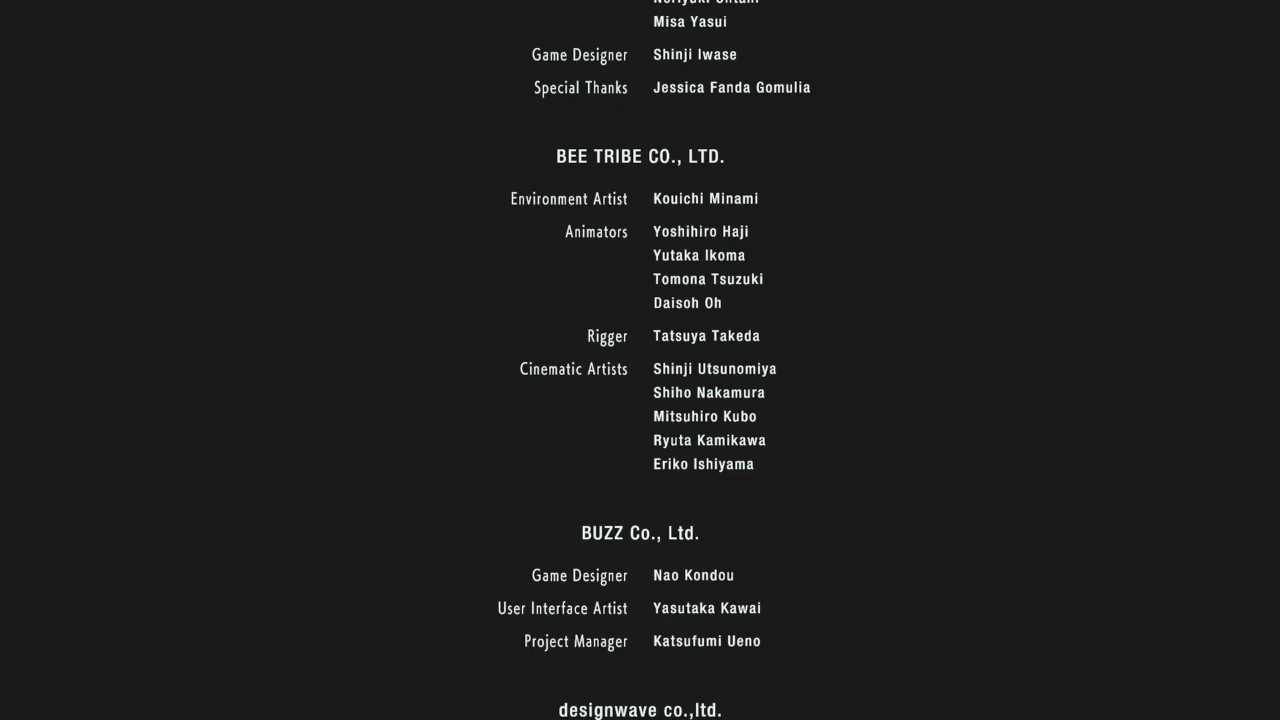 Misa Yasui
Game Designer Shinji Iwase
Special Thanks Jessica Fanda Gomulia
BEE TRIBE CO., LTD.
Environment Artist Kouichi Minami
Animators Yoshihiro Haji
Yutaka Ikoma
Tomona Tsuzuki
Daisoh Oh
Rigger Tatsuya Takeda
Cinematic Artists Shinji Utsunomiya
Shiho Nakamura
Mitsuhiro Kubo
Ryuta Kamikawa
Eriko Ishiyama
BUZZ Co., Ltd.
Game Designer Nao Kondou
User Interface Artist Yasutaka Kawai
Project Manager Katsufumi Ueno
designwave co.,ltd.